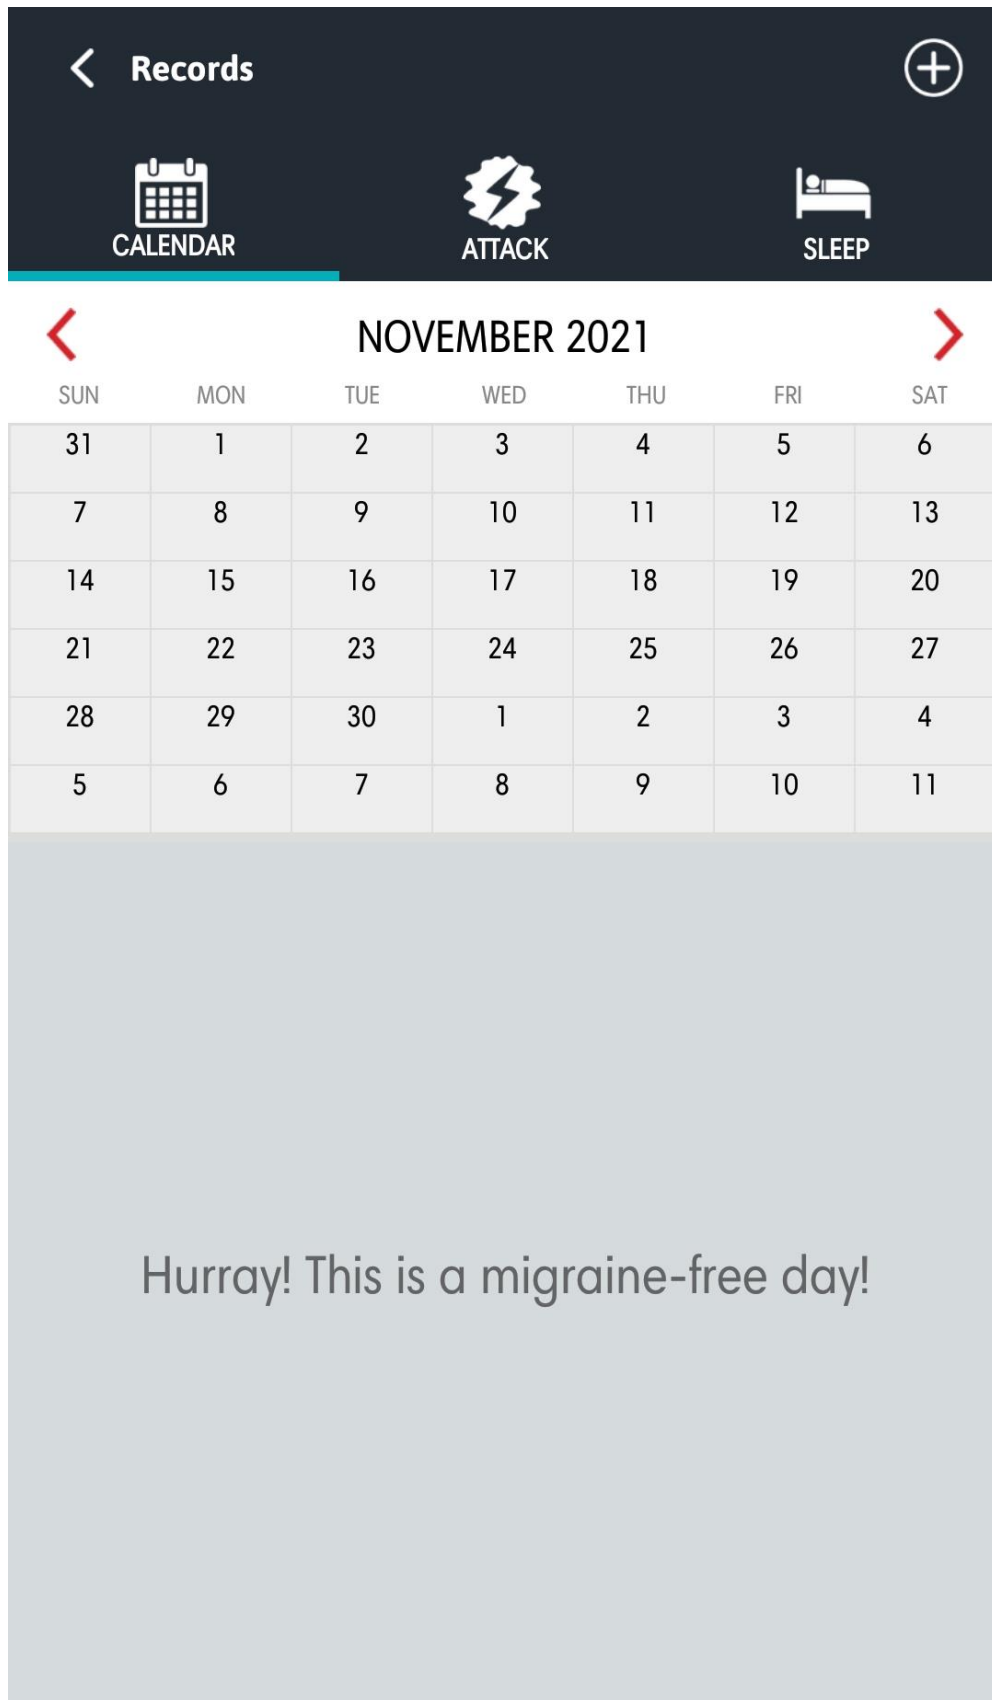 Records
CALENDAR ATTACK SLEEP
NOVEMBER 2021
SUN MON TUE WED THU FRI SAT
31 1 2 3 4 5 6
7 8 9 10 11 12 13
14 15 16 17 18 19 20
21 22 23 24 25 26 27
28 29 30 1 2 3 4
5 6 7 8 9 10 11
Hurray! This is a migraine-free day!